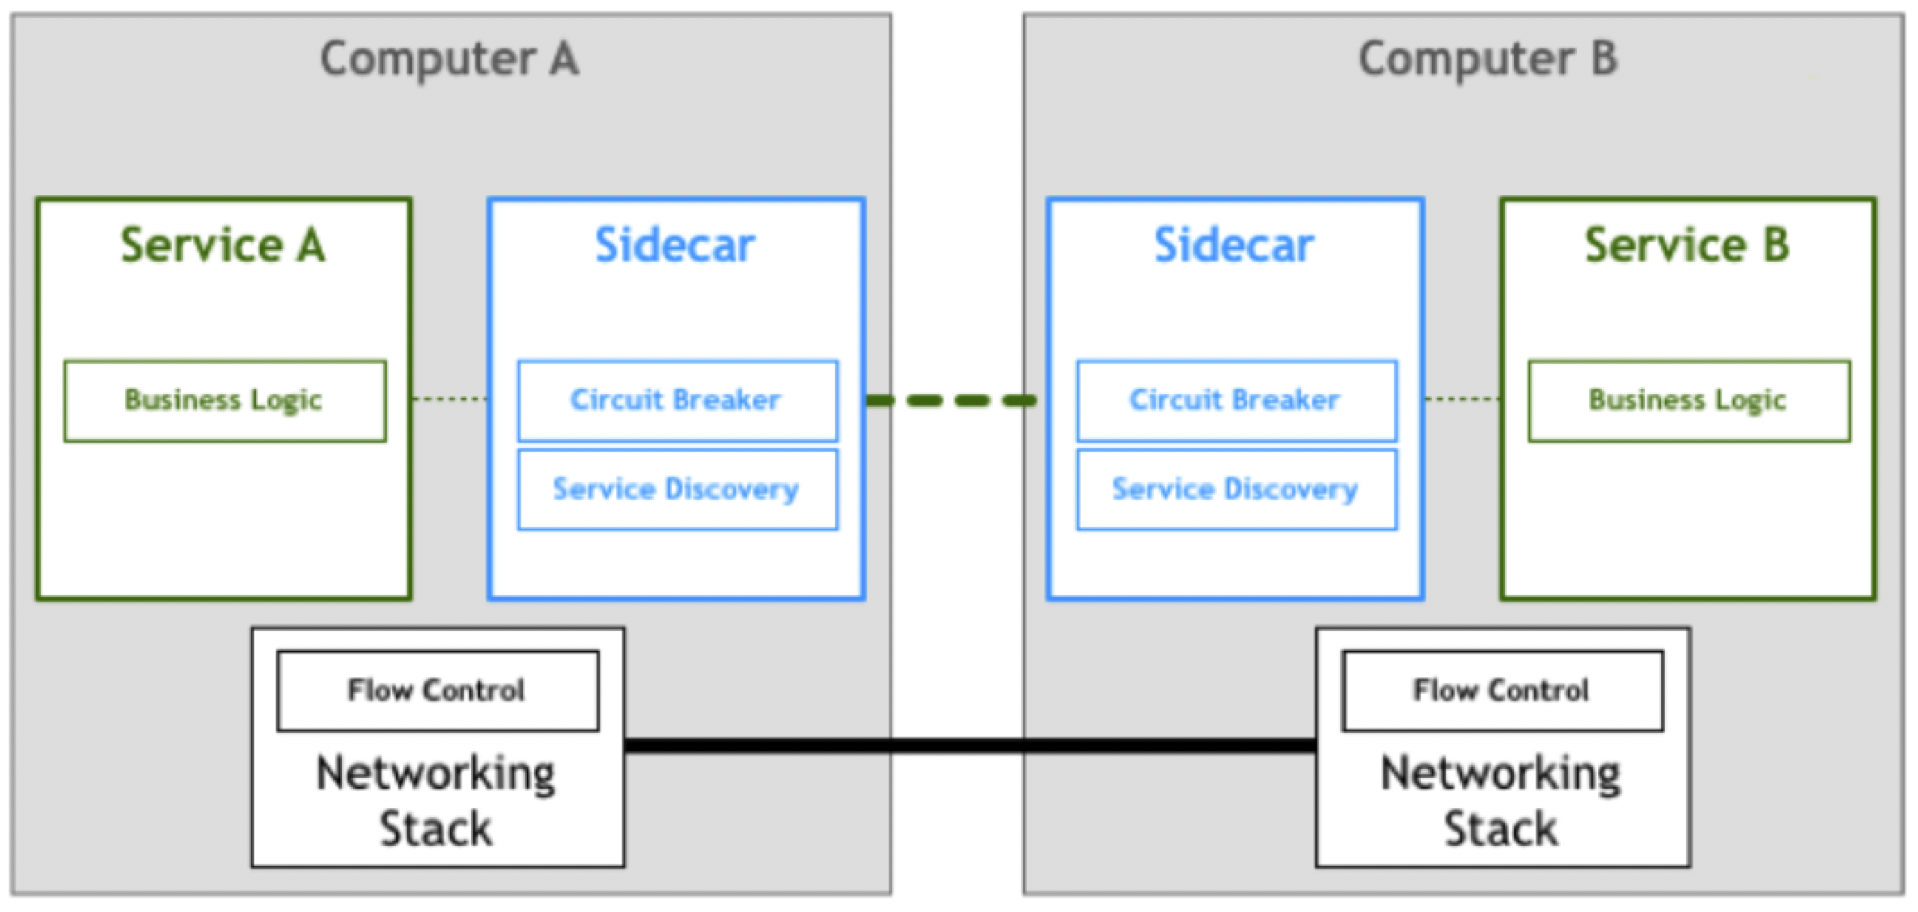 Computer A
Computer B
Service A
Sidecar
Sidecar
Service B
Business Logic
Circuit Breaker
Circuit Breaker
Business Logic
Service Discovery
Service Discovery
Flow Control
Flow Control
Networking
Stack
Networking
Stack